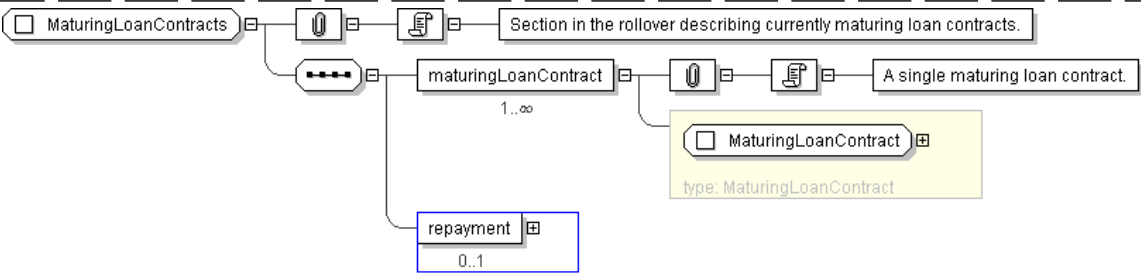 MaturingLoanContracts
Section in the rollover describing currently maturing loan contracts.
maturingLoanContract
A single maturing loan contract.
1..∞
MaturingLoanContract
type: MaturingLoanContract
repayment
0..1